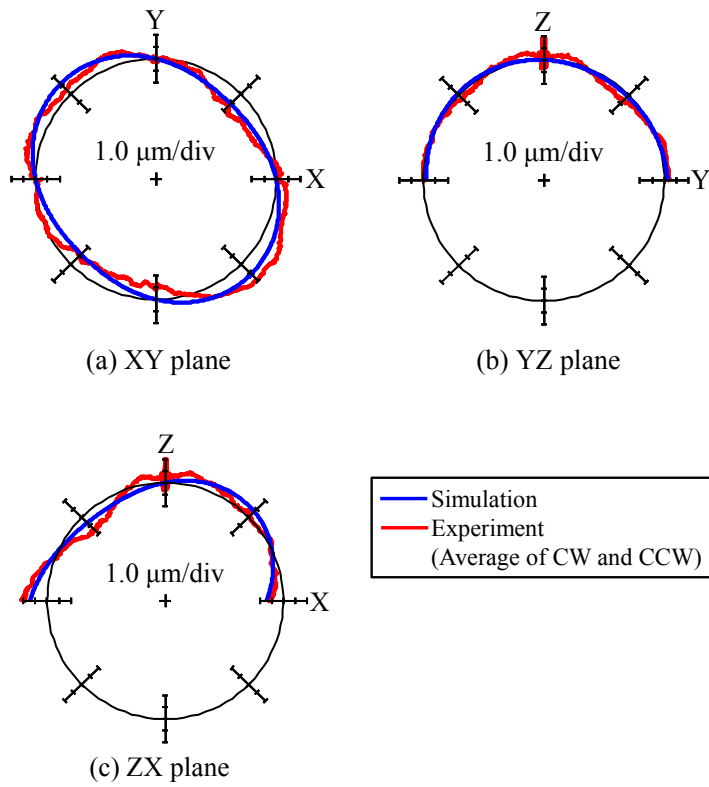 Y
X
1.0 μm/div
(a) XY plane
Z
Y
1.0 μm/div
(b) YZ plane
Z
X
1.0 μm/div
(c) ZX plane
Simulation
Experiment
(Average of CW and CCW)